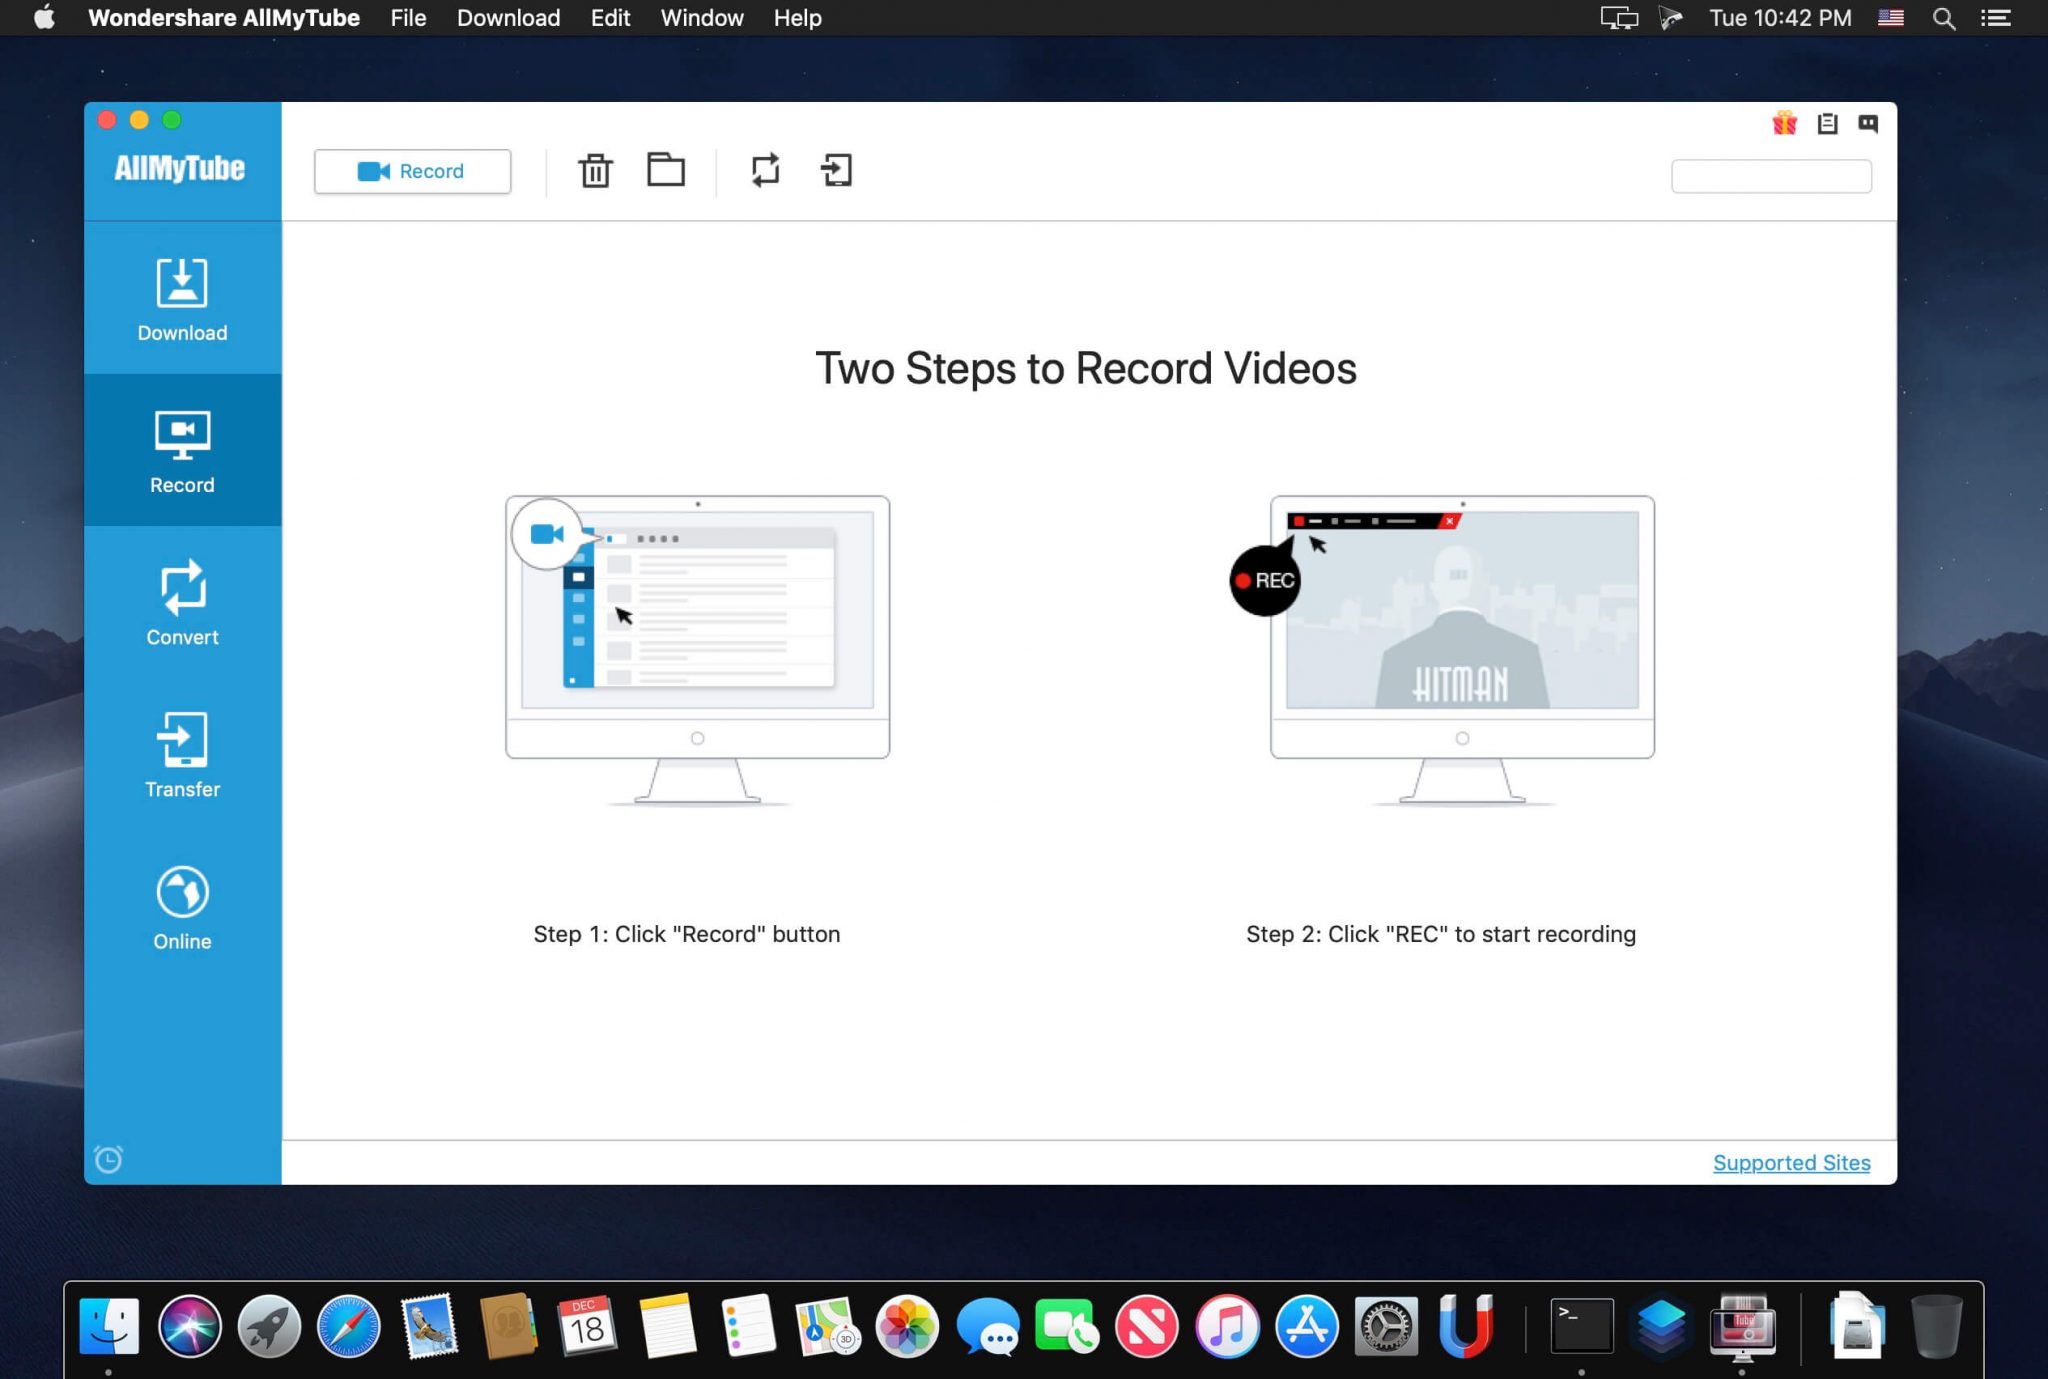 Wondershare AllMyTube File Download Edit Window Help Tue 10:42 PM
AllMyTube
Record
Download
Record
Convert
Transfer
Online
Two Steps to Record Videos
REC
HITMAN
Step 1: Click "Record" button
Step 2: Click "REC" to start recording
Supported Sites
DEC
18
3D
>_
Tube